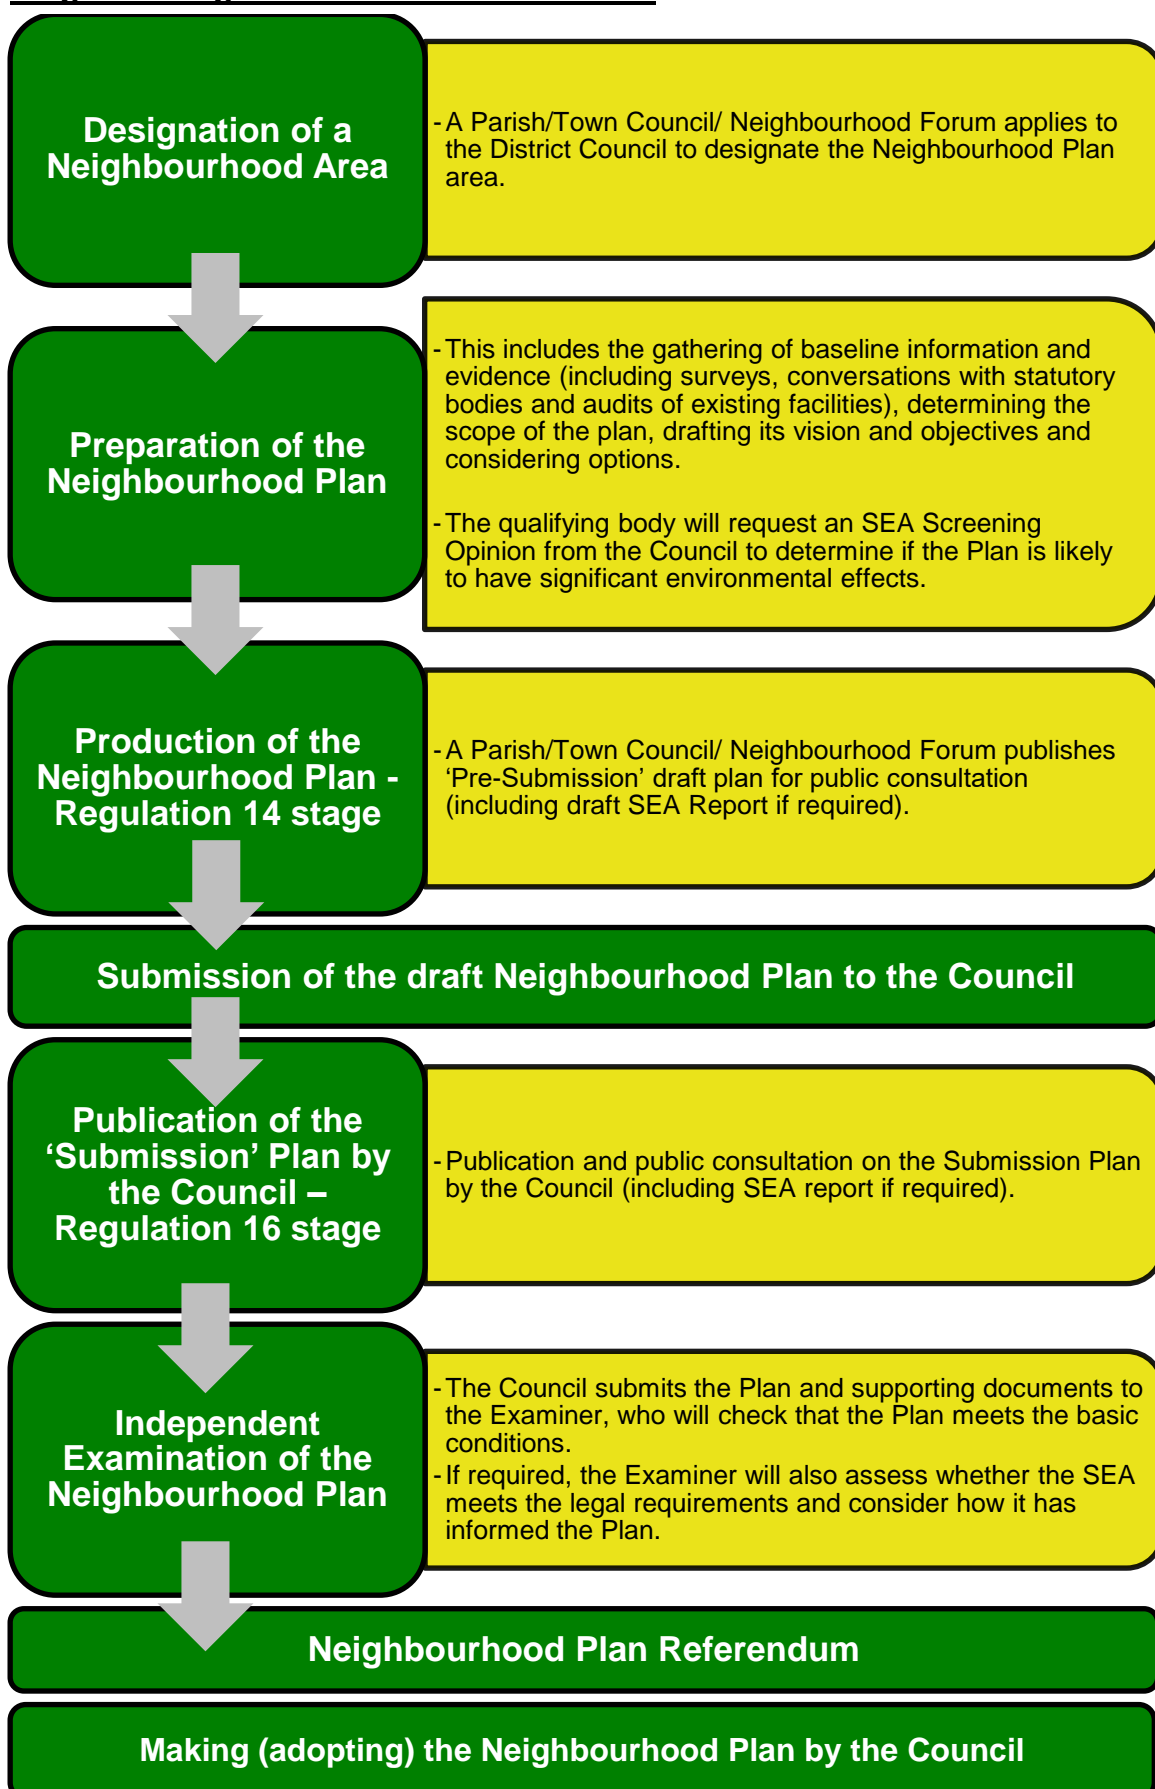 Designation of a
Neighbourhood Area
- A Parish/Town Council/ Neighbourhood Forum applies to
the District Council to designate the Neighbourhood Plan
area.
Preparation of the
Neighbourhood Plan
- This includes the gathering of baseline information and
evidence (including surveys, conversations with statutory
bodies and audits of existing facilities), determining the
scope of the plan, drafting its vision and objectives and
considering options.
- The qualifying body will request an SEA Screening
Opinion from the Council to determine if the Plan is likely
to have significant environmental effects.
Production of the
Neighbourhood Plan -
Regulation 14 stage
- A Parish/Town Council/ Neighbourhood Forum publishes
‘Pre-Submission’ draft plan for public consultation
(including draft SEA Report if required).
Submission of the draft Neighbourhood Plan to the Council
Publication of the
‘Submission’ Plan by
the Council –
Regulation 16 stage
- Publication and public consultation on the Submission Plan
by the Council (including SEA report if required).
Independent
Examination of the
Neighbourhood Plan
- The Council submits the Plan and supporting documents to
the Examiner, who will check that the Plan meets the basic
conditions.
- If required, the Examiner will also assess whether the SEA
meets the legal requirements and consider how it has
informed the Plan.
Neighbourhood Plan Referendum
Making (adopting) the Neighbourhood Plan by the Council